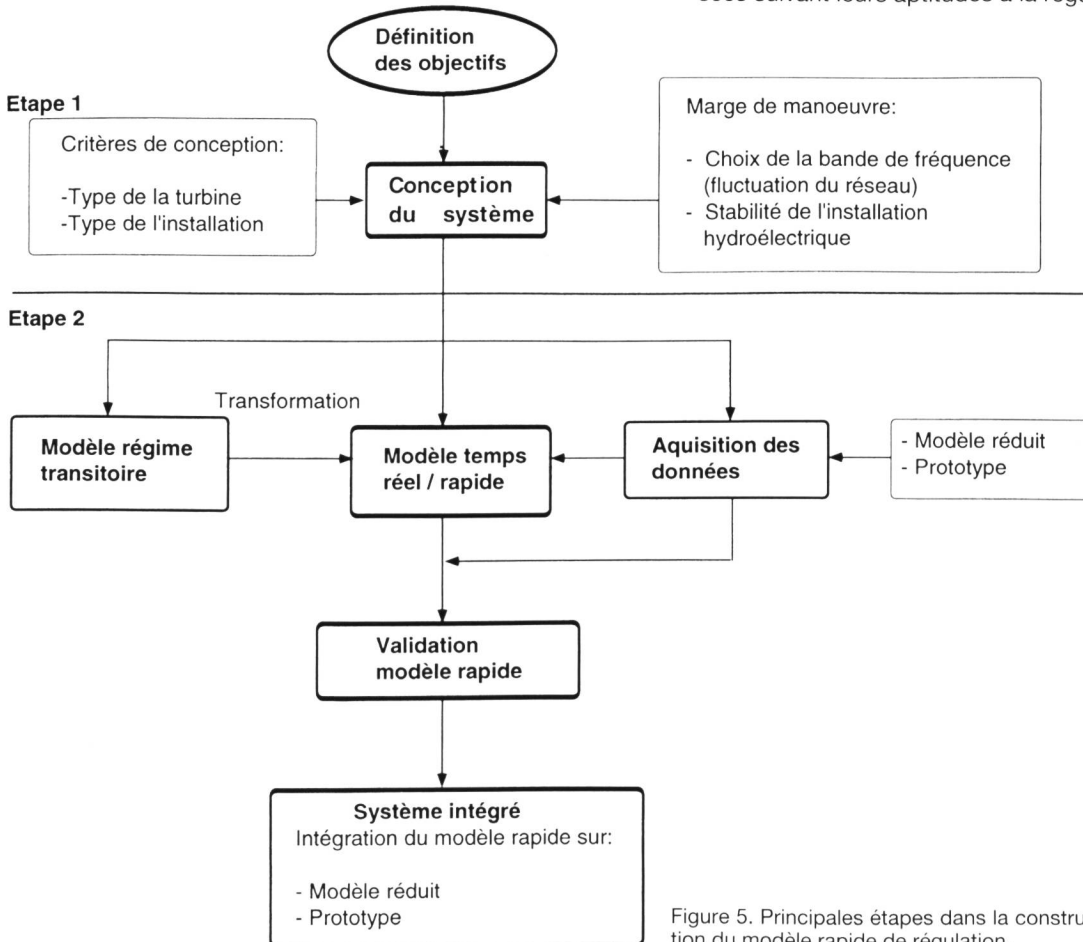 Définition
des objectifs
Etape 1
Critères de conception:
-Type de la turbine
-Type de l'installation
Conception
du système
Marge de manoeuvre:
- Choix de la bande de fréquence
(fluctuation du réseau)
- Stabilité de l'installation
hydroélectrique
Etape 2
Transformation
Modèle régime
transitoire
Modèle temps
réel / rapide
Aquisition des
données
- Modèle réduit
- Prototype
Validation
modèle rapide
Système intégré
Intégration du modèle rapide sur:
- Modèle réduit
- Prototype
Figure 5. Principales étapes dans la constru
tion du modèle rapide de régulation